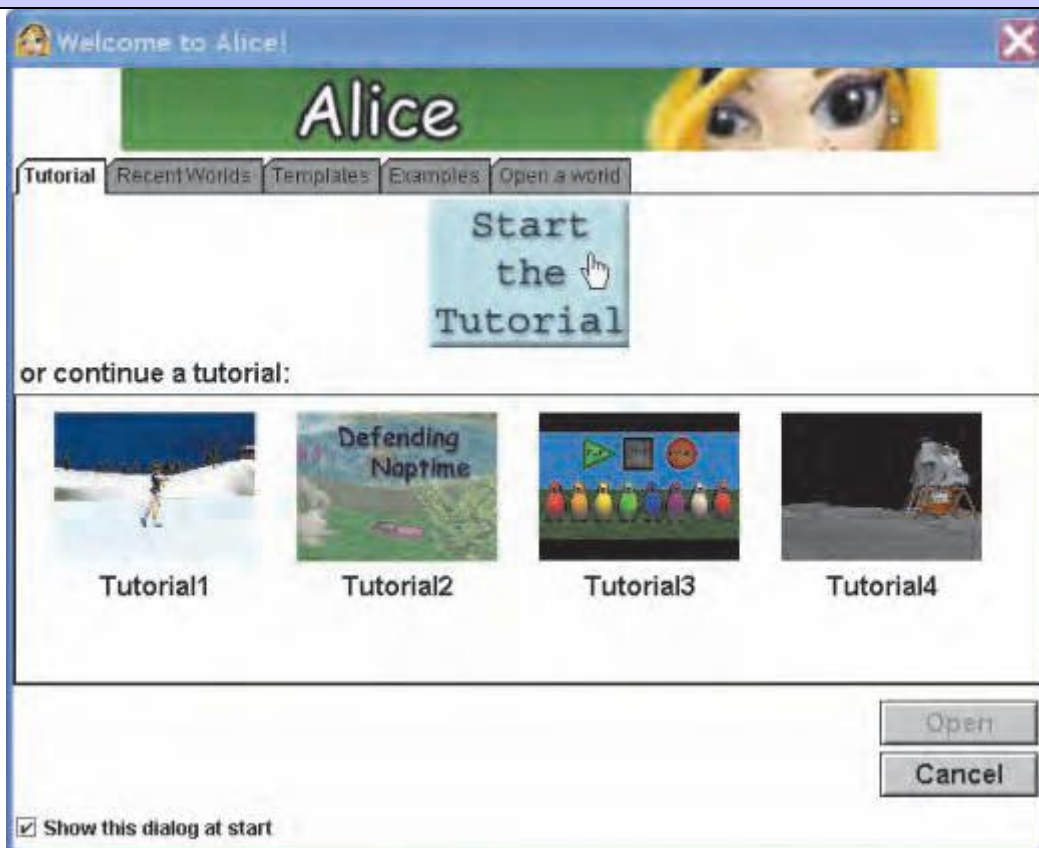 Welcome to Alice!
Alice
Tutorial Recent Worlds Templates Examples Open a world
Start
the
Tutorial
or continue a tutorial:
Defending
Naptime
Tutorial1 Tutorial2 Tutorial3 Tutorial4
Open
Cancel
Show this dialog at start